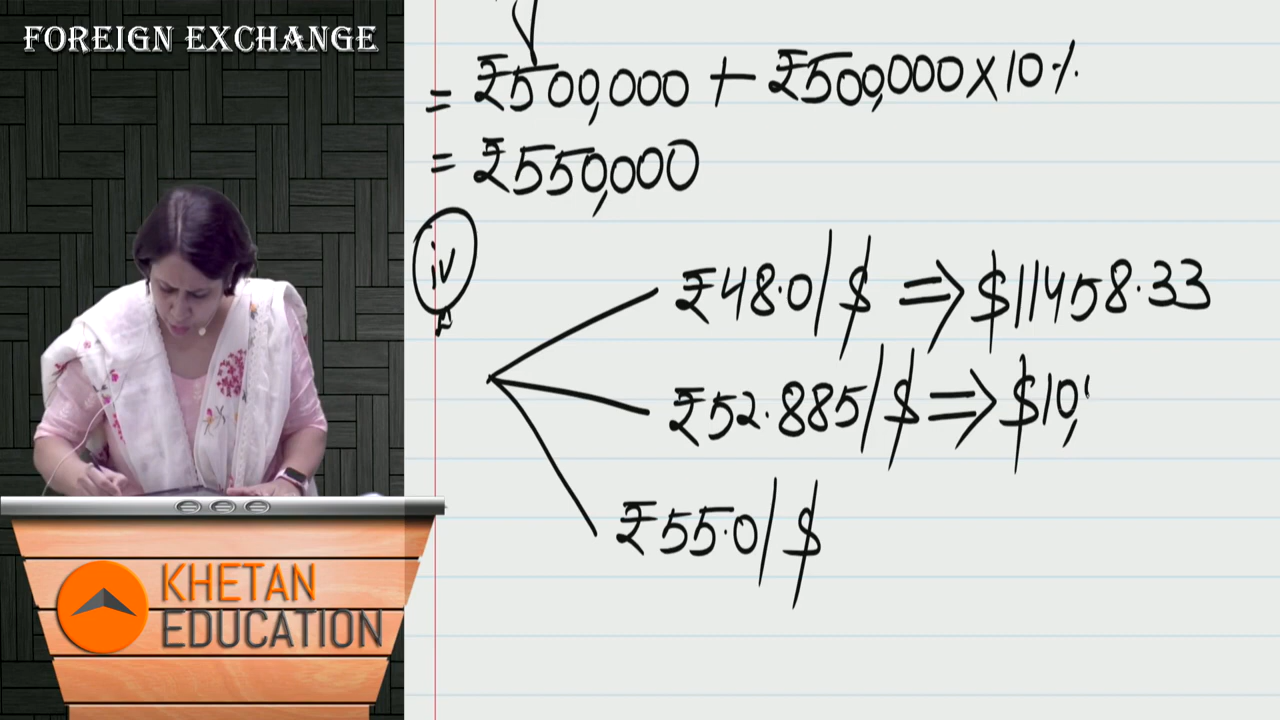 FOREIGN EXCHANGE
= ₹500,000 + ₹500,000 × 10%
= ₹550,000
iv
₹48.0/$ ⇒ $11458.33
₹52.885/$ ⇒ $10,
₹55.0/$
KHETAN
EDUCATION